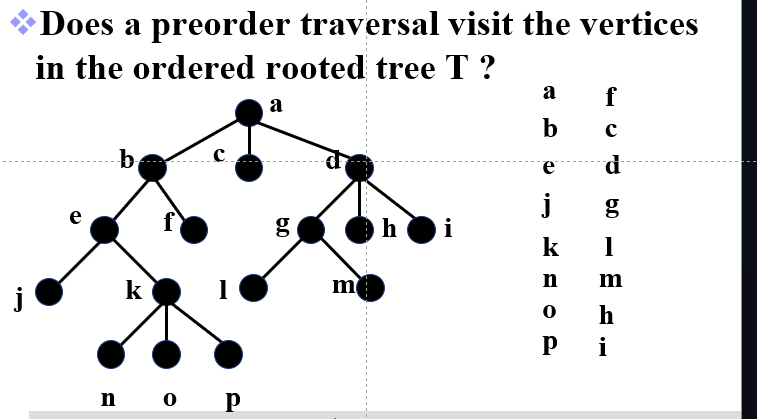 ❖Does a preorder traversal visit the vertices
in the ordered rooted tree T ?
a
b c d
e f g h i
j k l m
n o p
a f
b c
e d
j g
k l
n m
o h
p i